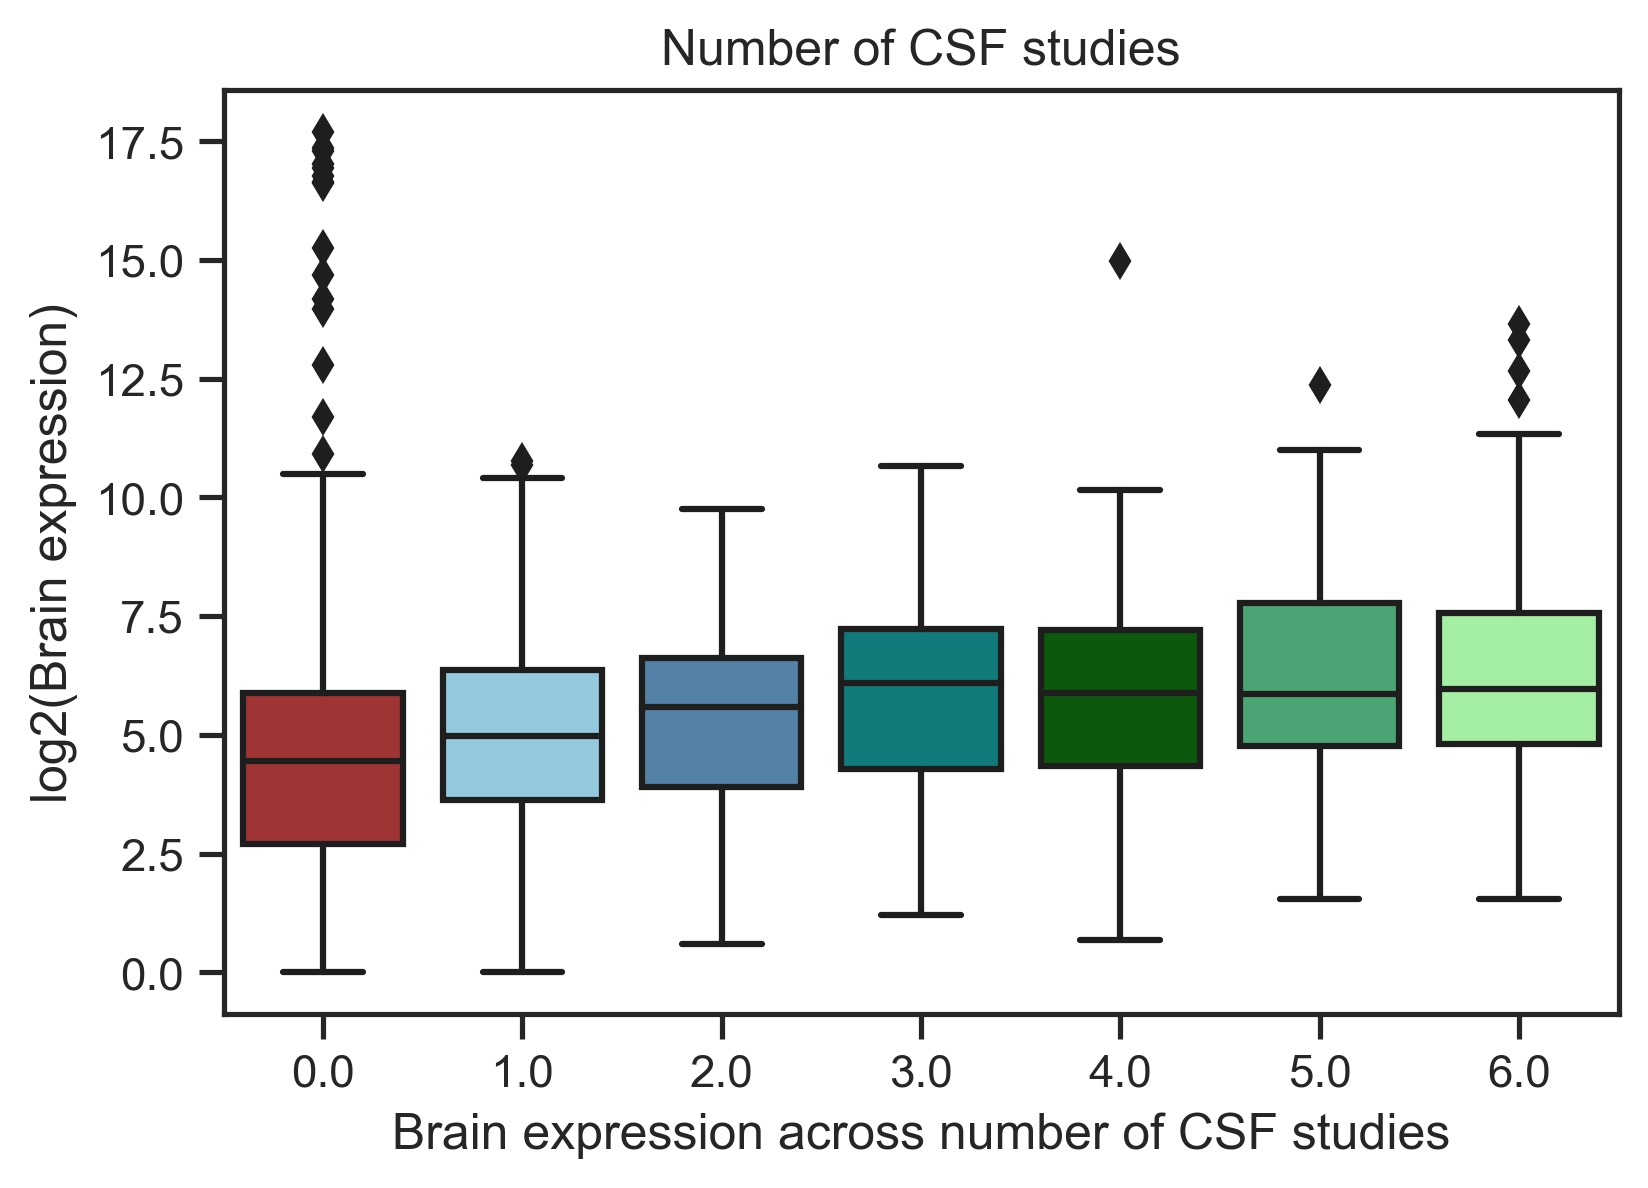 Number of CSF studies
log2(Brain expression)
17.5
15.0
12.5
10.0
7.5
5.0
2.5
0.0
0.0 1.0 2.0 3.0 4.0 5.0 6.0
Brain expression across number of CSF studies